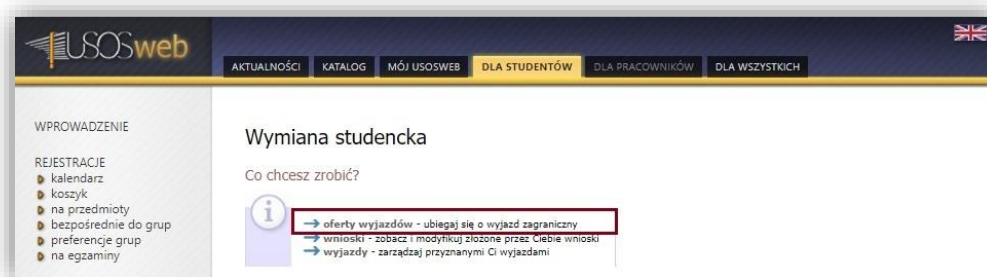 USOSweb
AKTUALNOŚCI KATALOG MÓJ USOSWEB DLA STUDENTÓW DLA PRACOWNIKÓW DLA WSZYSTKICH
WPROWADZENIE
REJESTRACJE
kalendarz
koszyk
na przedmioty
bezpośrednie do grup
preferencje grup
na egzaminy
Wymiana studencka
Co chcesz zrobić?
i
→ oferty wyjazdów - ubiegaj się o wyjazd zagraniczny
→ wnioski - zobacz i modyfikuj złożone przez Ciebie wnioski
→ wyjazdy - zarządzaj przyznanymi Ci wyjazdami